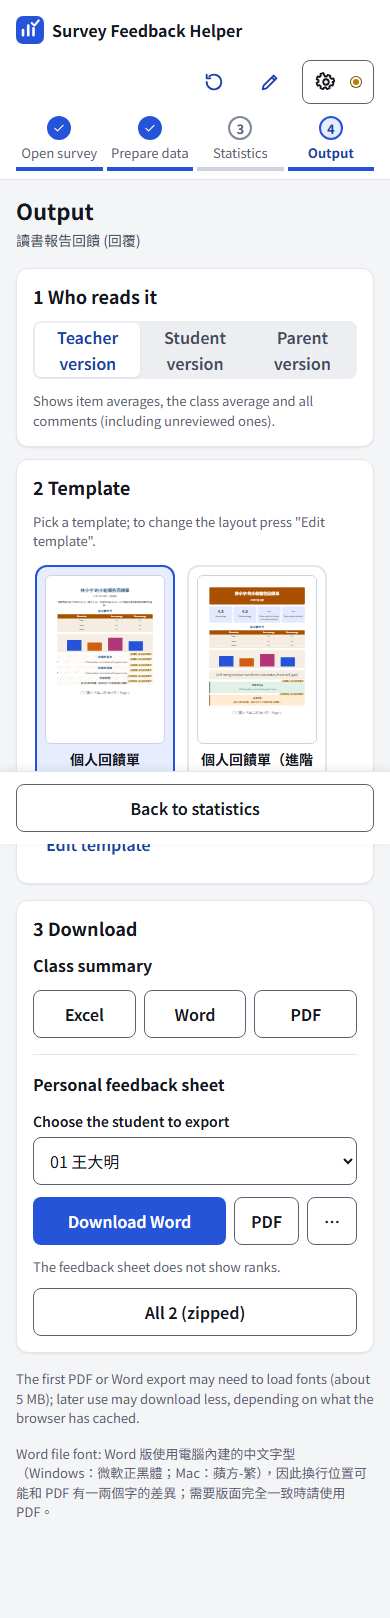 Survey Feedback Helper
Open survey
Prepare data
3
Statistics
4
Output
Output
讀書報告回饋 (回覆)
1 Who reads it
Teacher version
Student version
Parent version
Shows item averages, the class average and all
comments (including unreviewed ones).
2 Template
Pick a template; to change the layout press "Edit
template".
個人回饋單
個人回饋單（進階
Back to statistics
Edit template
3 Download
Class summary
Excel
Word
PDF
Personal feedback sheet
Choose the student to export
01 王大明
Download Word
PDF
···
The feedback sheet does not show ranks.
All 2 (zipped)
The first PDF or Word export may need to load fonts (about
5 MB); later use may download less, depending on what the
browser has cached.
Word file font: Word 版使用電腦內建的中文字型
（Windows：微軟正黑體；Mac：蘋方-繁），因此換行位置可
能和 PDF 有一兩個字的差異；需要版面完全一致時請使用
PDF。